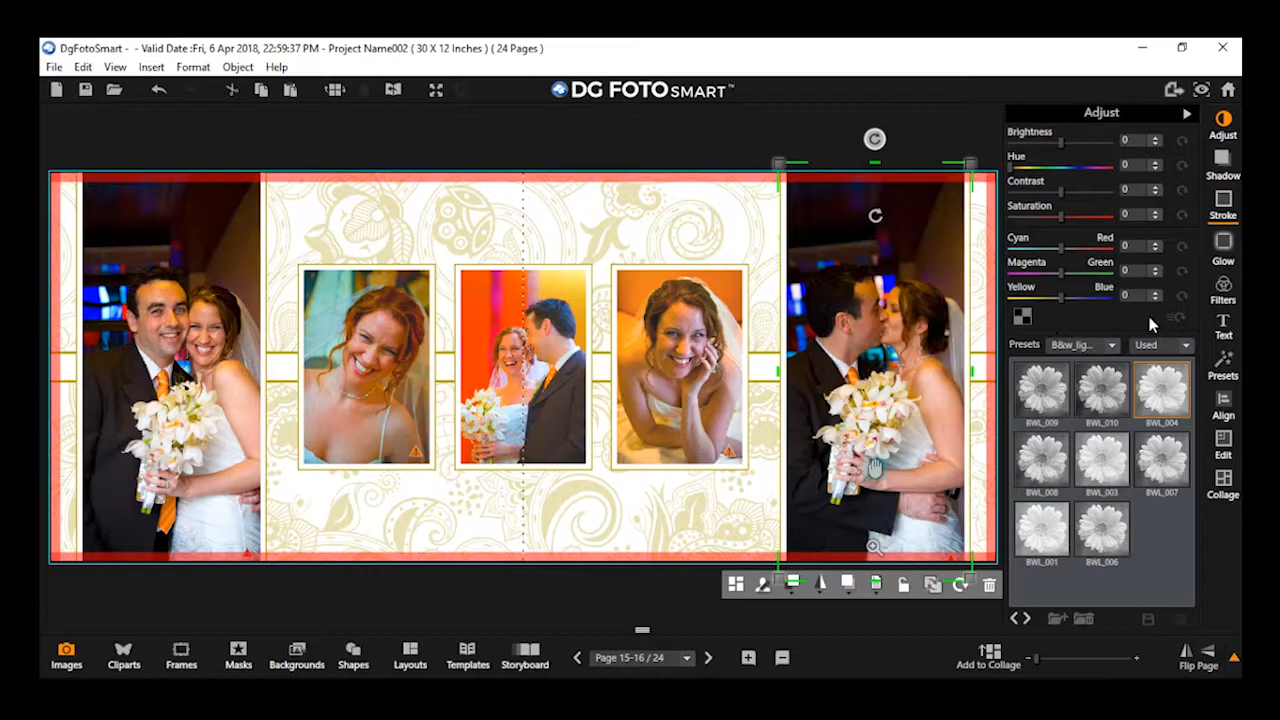 DgFotoSmart - - Valid Date :Fri, 6 Apr 2018, 22:59:37 PM - Project Name002 ( 30 X 12 Inches ) ( 24 Pages )
File Edit View Insert Format Object Help
DG FOTO SMART™
Adjust
Brightness 0
Hue 0
Contrast 0
Saturation 0
Cyan Red 0
Magenta Green 0
Yellow Blue 0
Presets B&w_lig... Used
BWL_009 BWL_010 BWL_004
BWL_008 BWL_003 BWL_007
BWL_001 BWL_006
Adjust
Shadow
Stroke
Glow
Filters
Text
Presets
Align
Edit
Collage
Images Cliparts Frames Masks Backgrounds Shapes Layouts Templates Storyboard Page 15-16 / 24 Add to Collage Flip Page